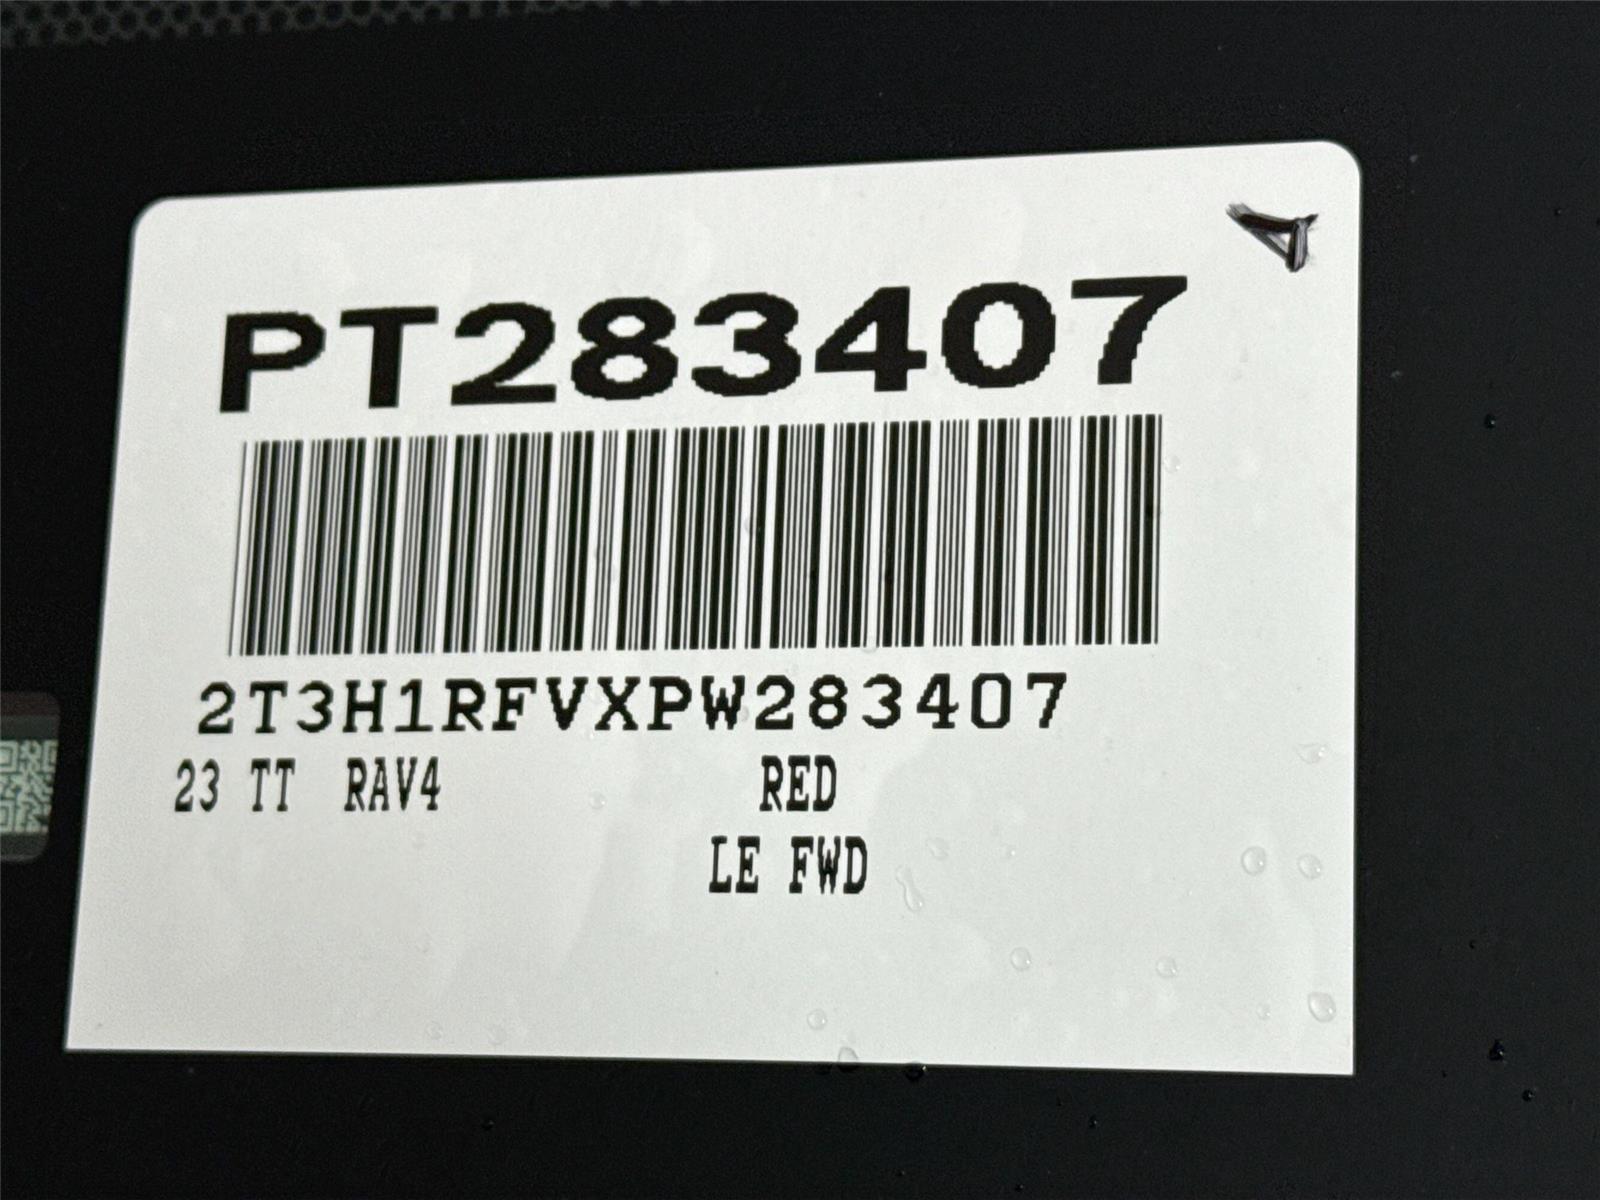 PT283407
2T3H1RFVXPW283407
23 TT RAV4 RED
LE FWD